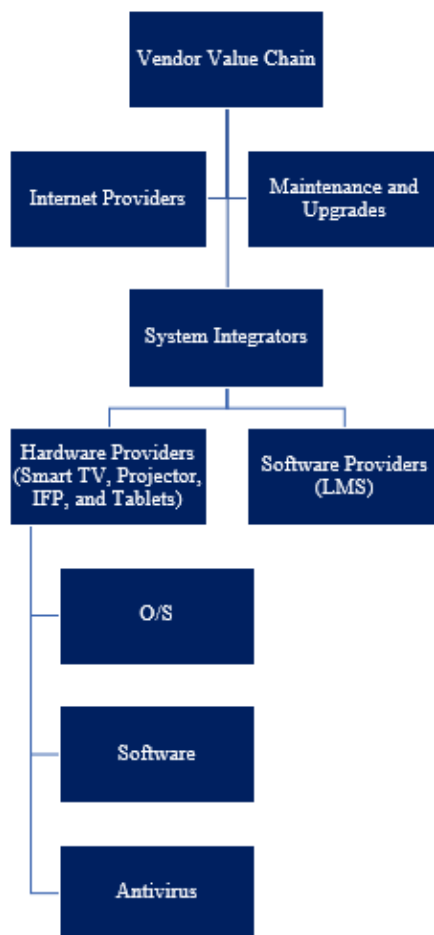 Vendor Value Chain
Internet Providers
Maintenance and
Upgrades
System Integrators
Hardware Providers
(Smart TV, Projector,
IFP, and Tablets)
Software Providers
(LMS)
O/S
Software
Antivirus